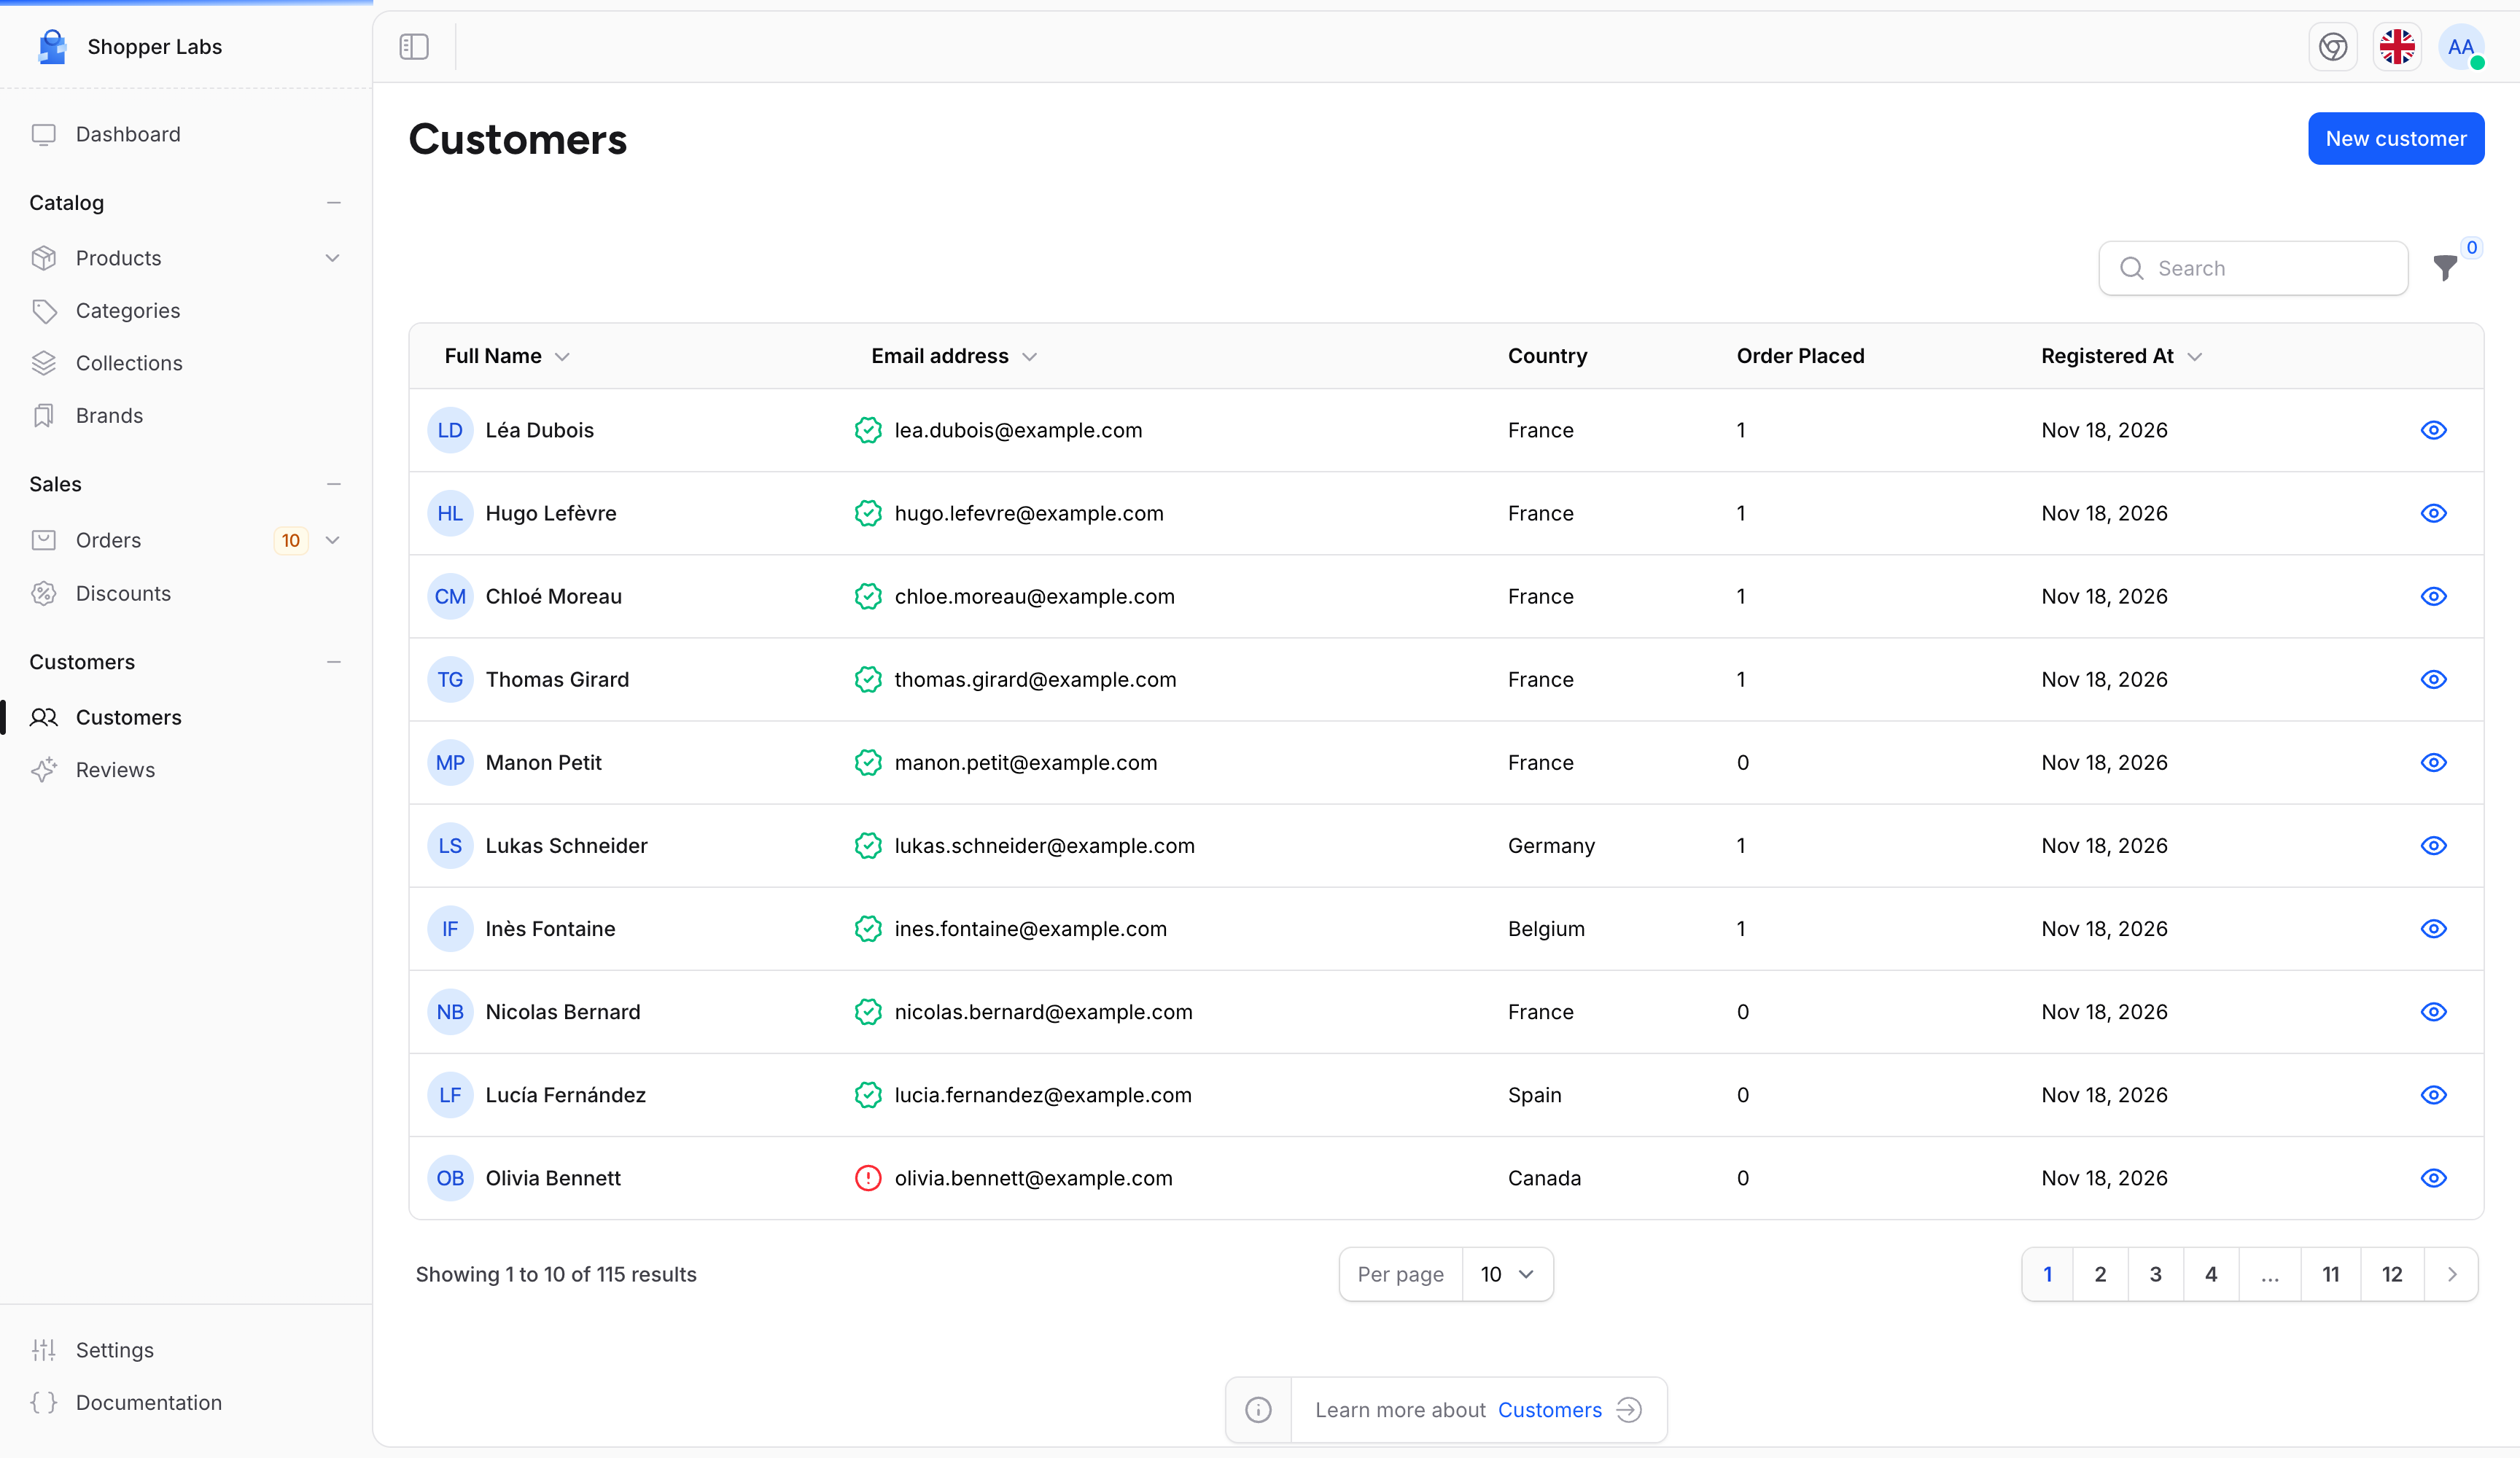 Shopper Labs
AA
Dashboard
Catalog
Products
Categories
Collections
Brands
Sales
Orders 10
Discounts
Customers
Customers
Reviews
Settings
Documentation
Customers
New customer
Search
0
Full Name Email address Country Order Placed Registered At
LD Léa Dubois lea.dubois@example.com France 1 Nov 18, 2026
HL Hugo Lefèvre hugo.lefevre@example.com France 1 Nov 18, 2026
CM Chloé Moreau chloe.moreau@example.com France 1 Nov 18, 2026
TG Thomas Girard thomas.girard@example.com France 1 Nov 18, 2026
MP Manon Petit manon.petit@example.com France 0 Nov 18, 2026
LS Lukas Schneider lukas.schneider@example.com Germany 1 Nov 18, 2026
IF Inès Fontaine ines.fontaine@example.com Belgium 1 Nov 18, 2026
NB Nicolas Bernard nicolas.bernard@example.com France 0 Nov 18, 2026
LF Lucía Fernández lucia.fernandez@example.com Spain 0 Nov 18, 2026
OB Olivia Bennett olivia.bennett@example.com Canada 0 Nov 18, 2026
Showing 1 to 10 of 115 results
Per page 10
1 2 3 4 ... 11 12
Learn more about Customers